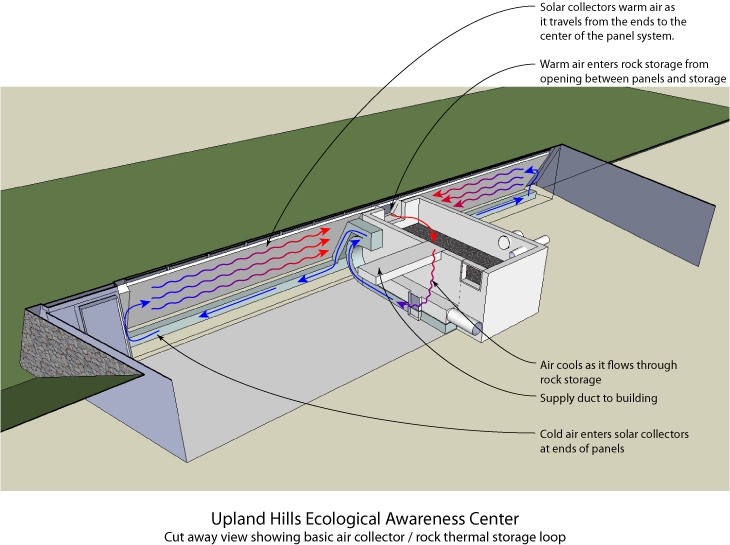 Solar collectors warm air as
it travels from the ends to the
center of the panel system.
Warm air enters rock storage from
opening between panels and storage
Air cools as it flows through
rock storage
Supply duct to building
Cold air enters solar collectors
at ends of panels
Upland Hills Ecological Awareness Center
Cut away view showing basic air collector / rock thermal storage loop